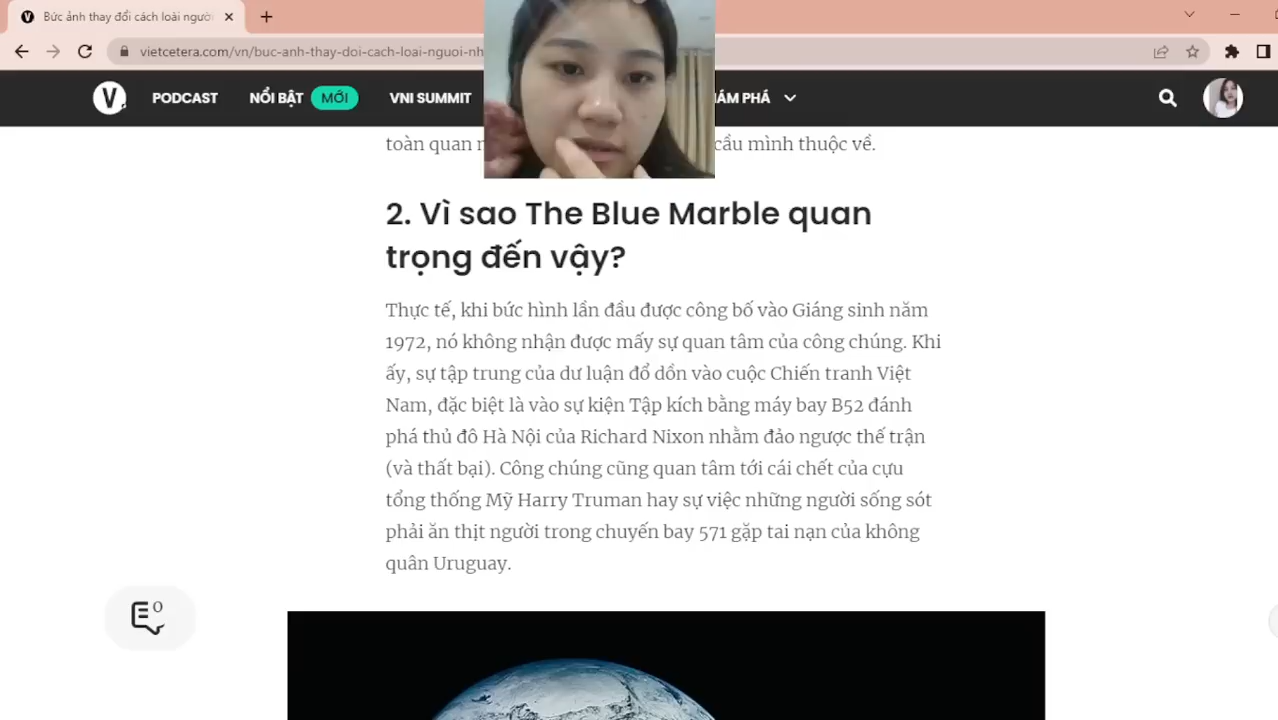 Bức ảnh thay đổi cách loài người
vietcetera.com/vn/buc-anh-thay-doi-cach-loai-nguoi-nh
V.
PODCAST NỔI BẬT MỚI VNI SUMMIT PHÁ
toàn quan cầu mình thuộc về.
2. Vì sao The Blue Marble quan
trọng đến vậy?
Thực tế, khi bức hình lần đầu được công bố vào Giáng sinh năm
1972, nó không nhận được mấy sự quan tâm của công chúng. Khi
ấy, sự tập trung của dư luận đổ dồn vào cuộc Chiến tranh Việt
Nam, đặc biệt là vào sự kiện Tập kích bằng máy bay B52 đánh
phá thủ đô Hà Nội của Richard Nixon nhằm đảo ngược thế trận
(và thất bại). Công chúng cũng quan tâm tới cái chết của cựu
tổng thống Mỹ Harry Truman hay sự việc những người sống sót
phải ăn thịt người trong chuyến bay 571 gặp tai nạn của không
quân Uruguay.
0